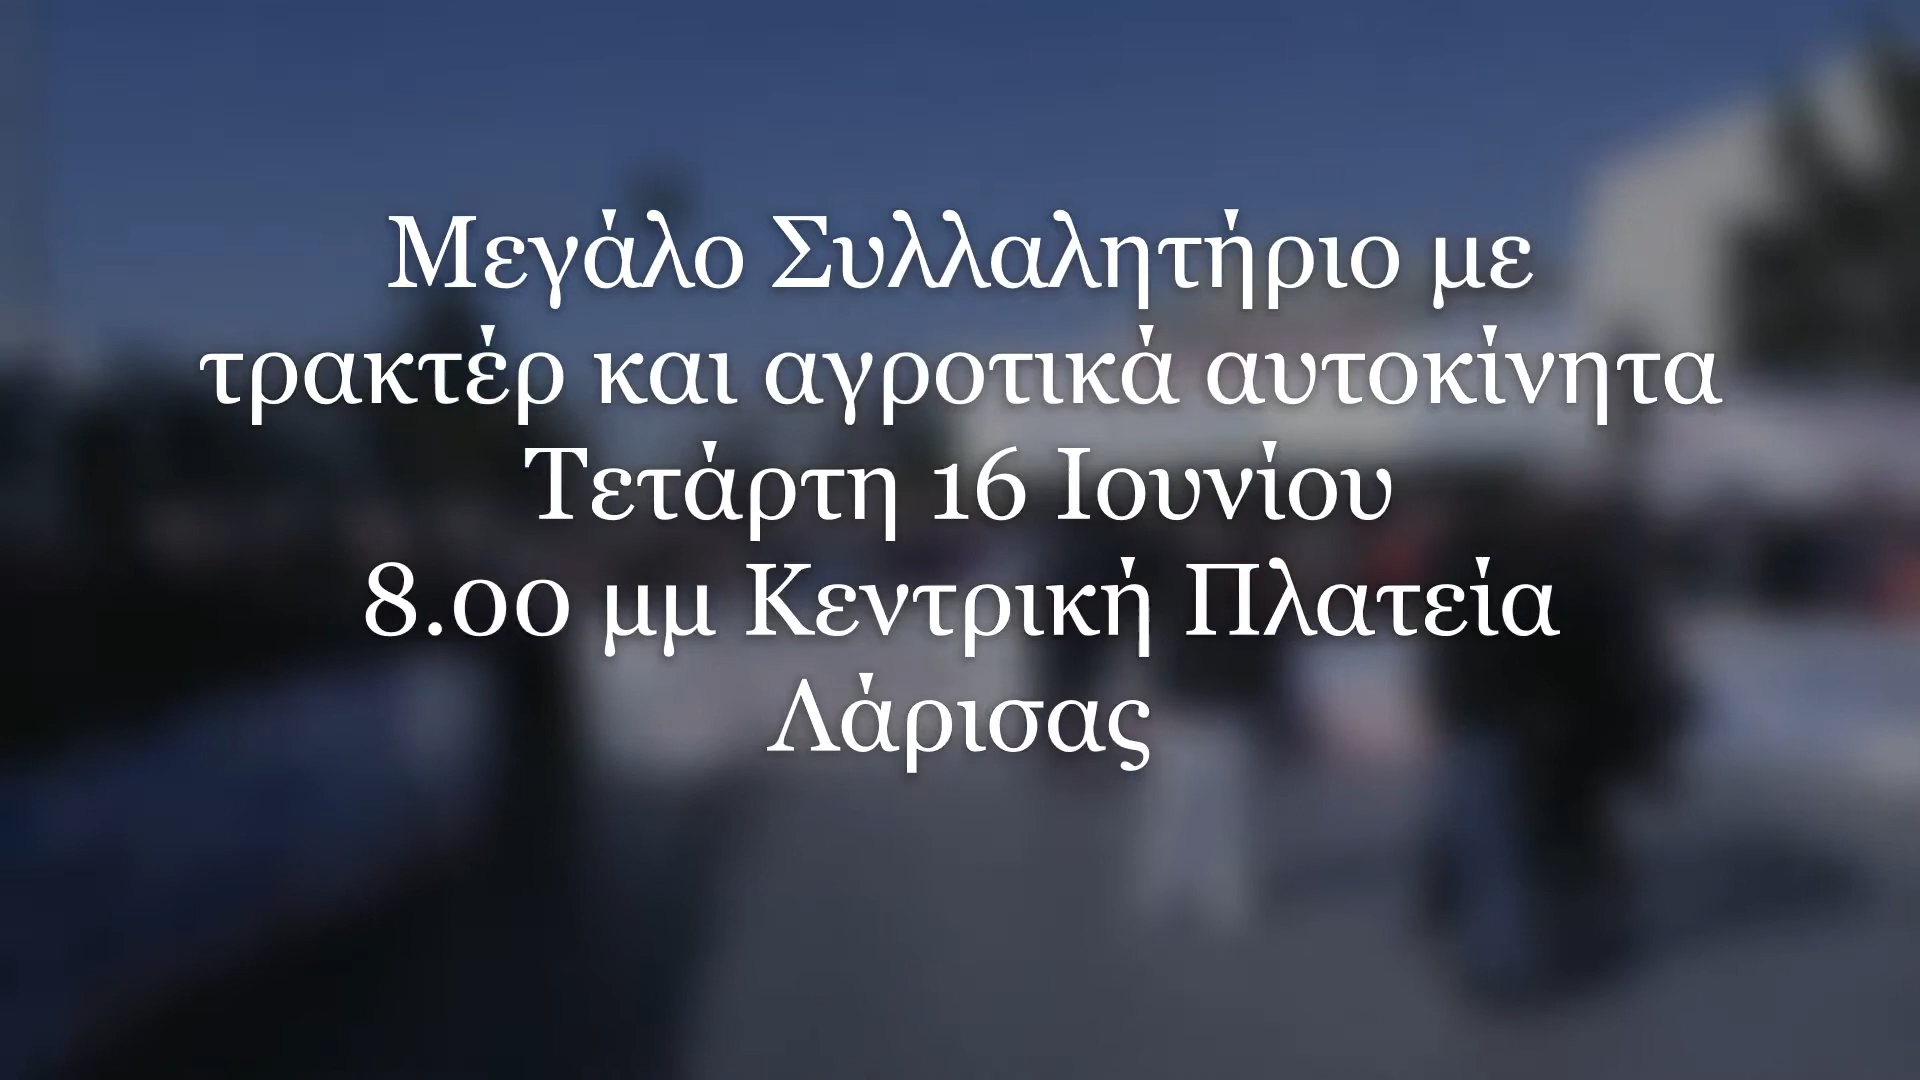 Μεγάλο Συλλαλητήριο με
τρακτέρ και αγροτικά αυτοκίνητα
Τετάρτη 16 Ιουνίου
8.00 μμ Κεντρική Πλατεία
Λάρισας